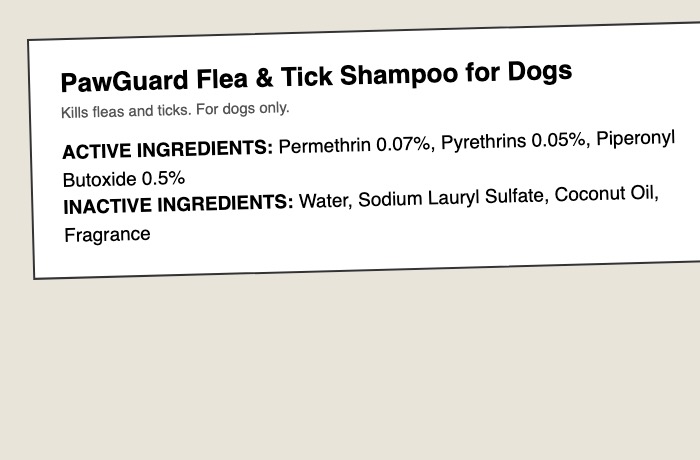 PawGuard Flea & Tick Shampoo for Dogs
Kills fleas and ticks. For dogs only.
ACTIVE INGREDIENTS: Permethrin 0.07%, Pyrethrins 0.05%, Piperonyl
Butoxide 0.5%
INACTIVE INGREDIENTS: Water, Sodium Lauryl Sulfate, Coconut Oil,
Fragrance